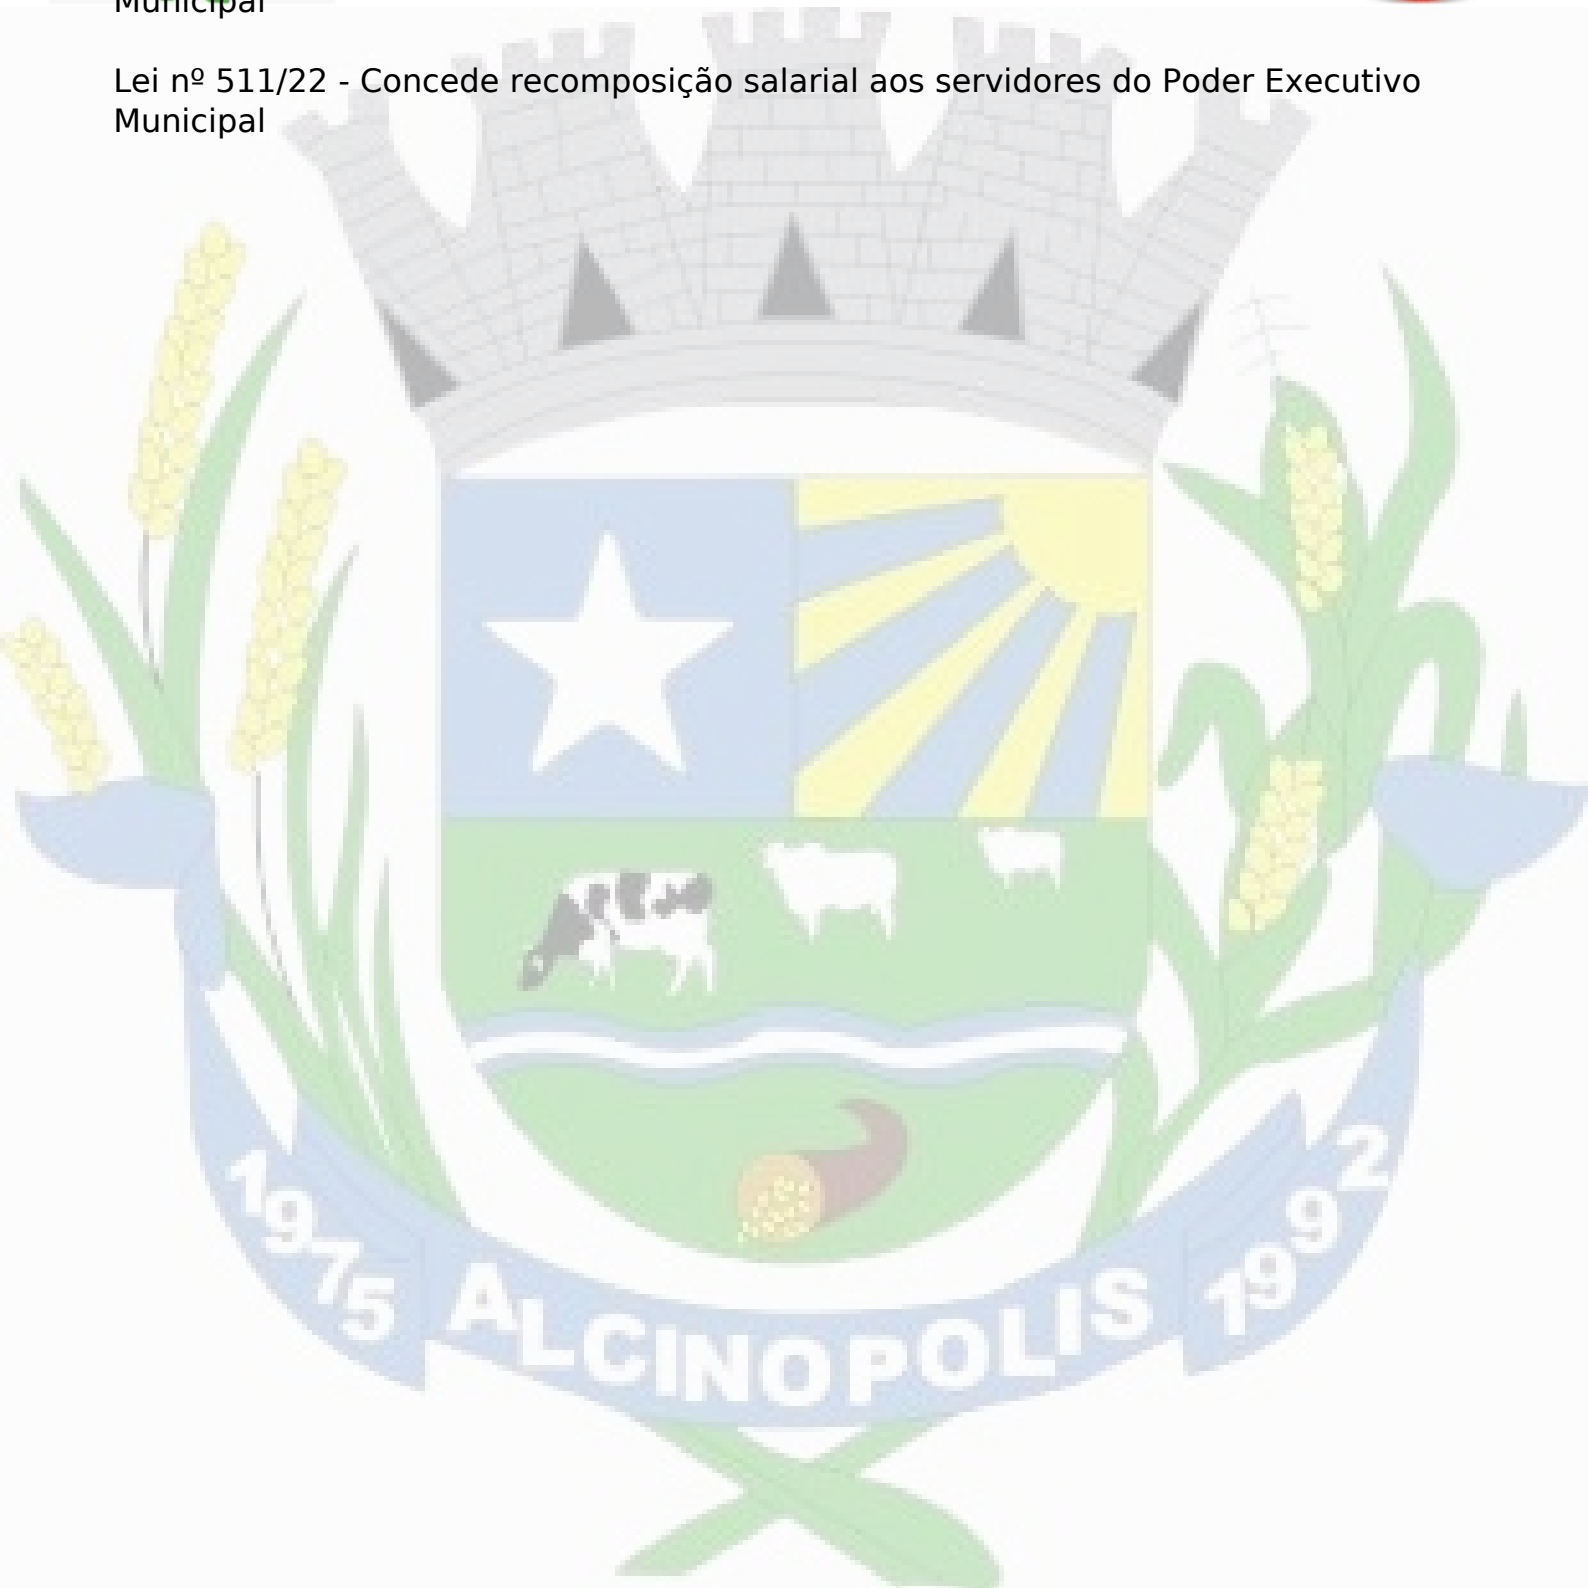 Municipal
Lei nº 511/22 - Concede recomposição salarial aos servidores do Poder Executivo
Municipal
1975 ALCINOPOLIS 1992